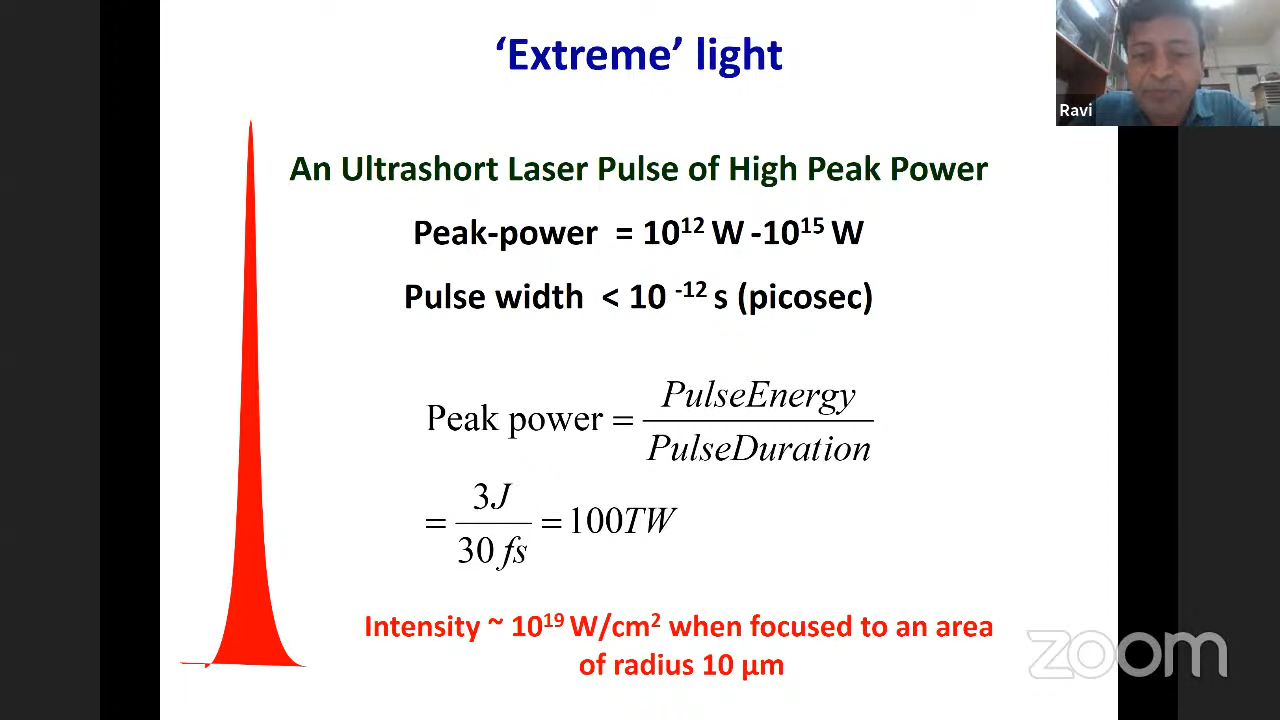 ‘Extreme’ light
Ravi
An Ultrashort Laser Pulse of High Peak Power
Peak-power = 10¹² W -10¹⁵ W
Pulse width < 10 ⁻¹² s (picosec)
Peak power = PulseEnergy / PulseDuration
= 3J / 30 fs = 100TW
Intensity ~ 10¹⁹ W/cm² when focused to an area
of radius 10 µm
zoom